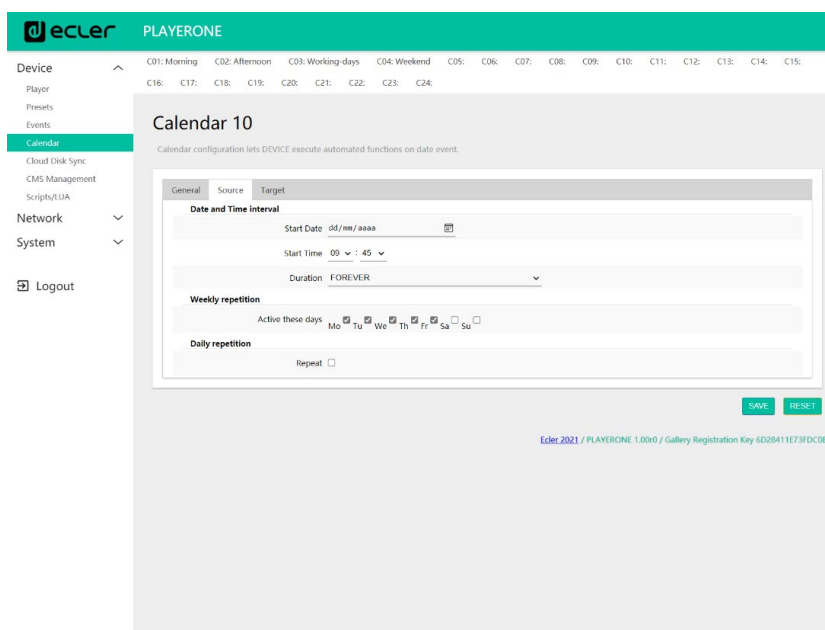 ecler PLAYERONE
Device
Player
Presets
Events
Calendar
Cloud Disk Sync
CMS Management
Scripts/LUA
Network
System
Logout
C01: Morning C02: Afternoon C03: Working-days C04: Weekend C05: C06: C07: C08: C09: C10: C11: C12: C13: C14: C15:
C16: C17: C18: C19: C20: C21: C22: C23: C24:
Calendar 10
Calendar configuration lets DEVICE execute automated functions on date event.
General Source Target
Date and Time interval
Start Date dd/mm/aaaa
Start Time 09 : 45
Duration FOREVER
Weekly repetition
Active these days Mo Tu We Th Fr Sa Su
Daily repetition
Repeat
SAVE RESET
Ecler 2021 / PLAYERONE 1.00r0 / Gallery Registration Key